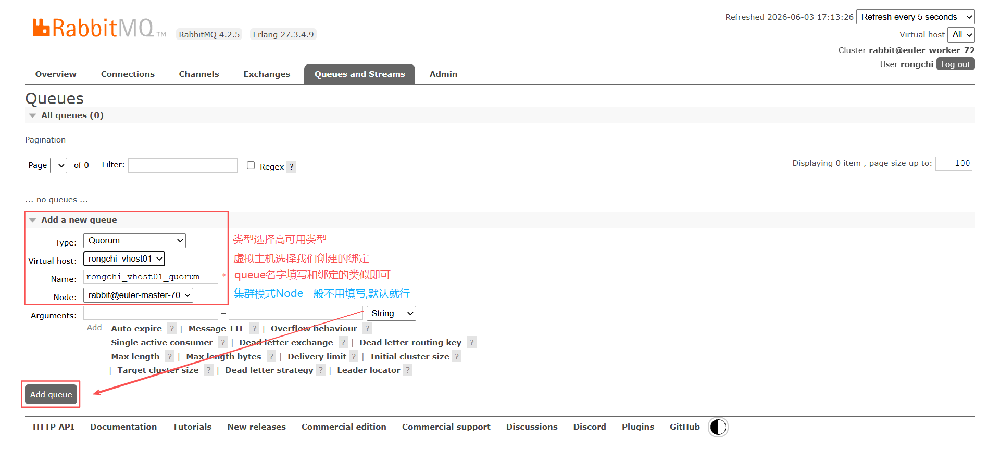 Refreshed 2026-06-03 17:13:26 Refresh every 5 seconds
RabbitMQ TM RabbitMQ 4.2.5 Erlang 27.3.4.9
Virtual host All
Cluster rabbit@euler-worker-72
User rongchi Log out
Overview Connections Channels Exchanges Queues and Streams Admin
Queues
All queues (0)
Pagination
Page of 0 - Filter: Regex ? Displaying 0 item , page size up to: 100
... no queues ...
Add a new queue
Type: Quorum 类型选择高可用类型
Virtual host: rongchi_vhost01 虚拟主机选择我们创建的绑定
Name: rongchi_vhost01_quorum * queue名字填写和绑定的类似即可
Node: rabbit@euler-master-70 集群模式Node一般不用填写,默认就行
Arguments: = String
Add Auto expire ? | Message TTL ? | Overflow behaviour ?
Single active consumer ? | Dead letter exchange ? | Dead letter routing key ?
Max length ? | Max length bytes ? | Delivery limit ? | Initial cluster size ?
| Target cluster size ? | Dead letter strategy ? | Leader locator ?
Add queue
HTTP API Documentation Tutorials New releases Commercial edition Commercial support Discussions Discord Plugins GitHub